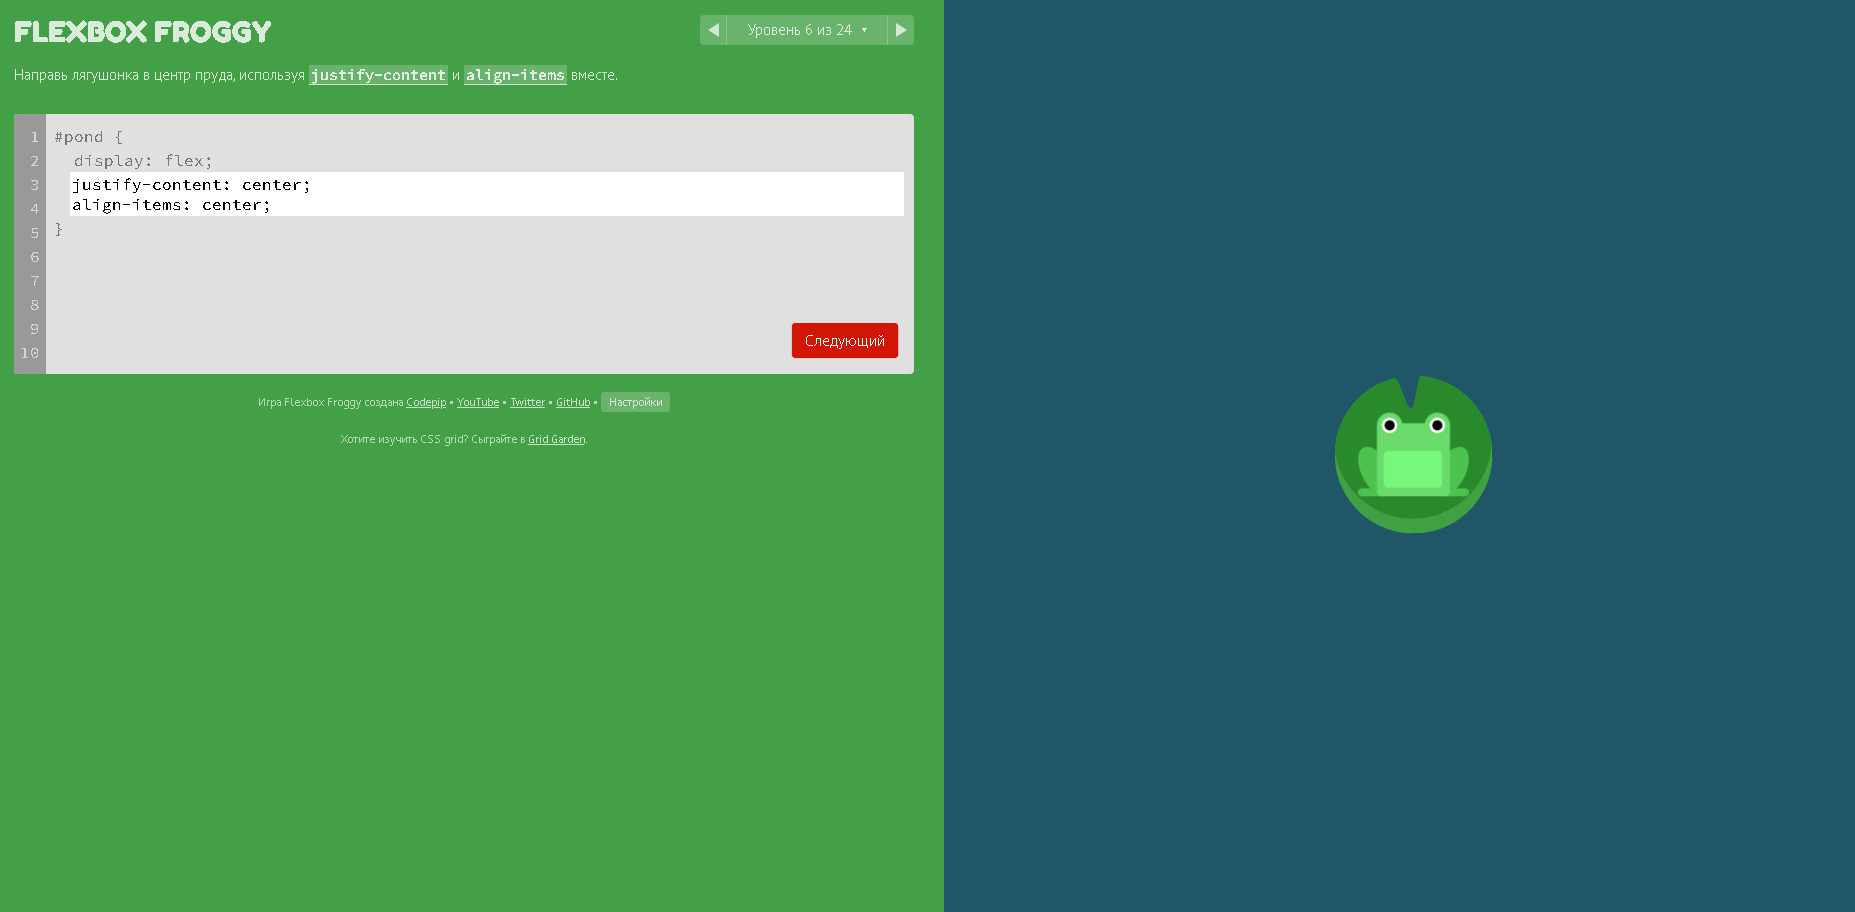 FLEXBOX FROGGY
◀ Уровень 6 из 24 ▾ ▶
Направь лягушонка в центр пруда, используя justify-content и align-items вместе.
1 #pond {
2 display: flex;
3 justify-content: center;
4 align-items: center;
5 }
6
7
8
9
10
Следующий
Игра Flexbox Froggy создана Codepip • YouTube • Twitter • GitHub • Настройки
Хотите изучить CSS grid? Сыграйте в Grid Garden.